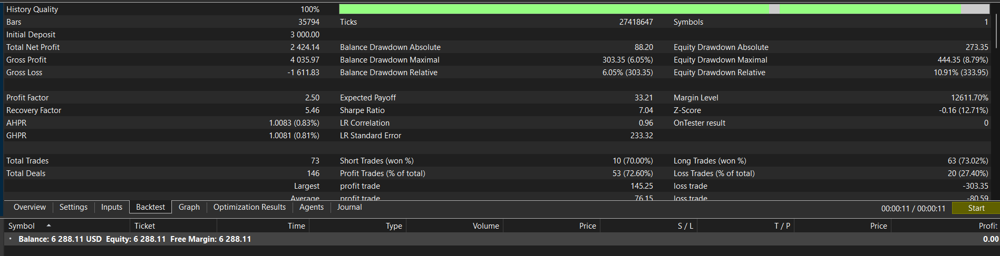 History Quality 100%
Bars 35794 Ticks 27418647 Symbols 1
Initial Deposit 3 000.00
Total Net Profit 2 424.14 Balance Drawdown Absolute 88.20 Equity Drawdown Absolute 273.35
Gross Profit 4 035.97 Balance Drawdown Maximal 303.35 (6.05%) Equity Drawdown Maximal 444.35 (8.79%)
Gross Loss -1 611.83 Balance Drawdown Relative 6.05% (303.35) Equity Drawdown Relative 10.91% (333.95)
Profit Factor 2.50 Expected Payoff 33.21 Margin Level 12611.70%
Recovery Factor 5.46 Sharpe Ratio 7.04 Z-Score -0.16 (12.71%)
AHPR 1.0083 (0.83%) LR Correlation 0.96 OnTester result 0
GHPR 1.0081 (0.81%) LR Standard Error 233.32
Total Trades 73 Short Trades (won %) 10 (70.00%) Long Trades (won %) 63 (73.02%)
Total Deals 146 Profit Trades (% of total) 53 (72.60%) Loss Trades (% of total) 20 (27.40%)
Largest profit trade 145.25 loss trade -303.35
Average profit trade 76.15 loss trade -80.59
Overview Settings Inputs Backtest Graph Optimization Results Agents Journal 00:00:11 / 00:00:11 Start
Symbol Ticket Time Type Volume Price S / L T / P Price Profit
Balance: 6 288.11 USD Equity: 6 288.11 Free Margin: 6 288.11 0.00